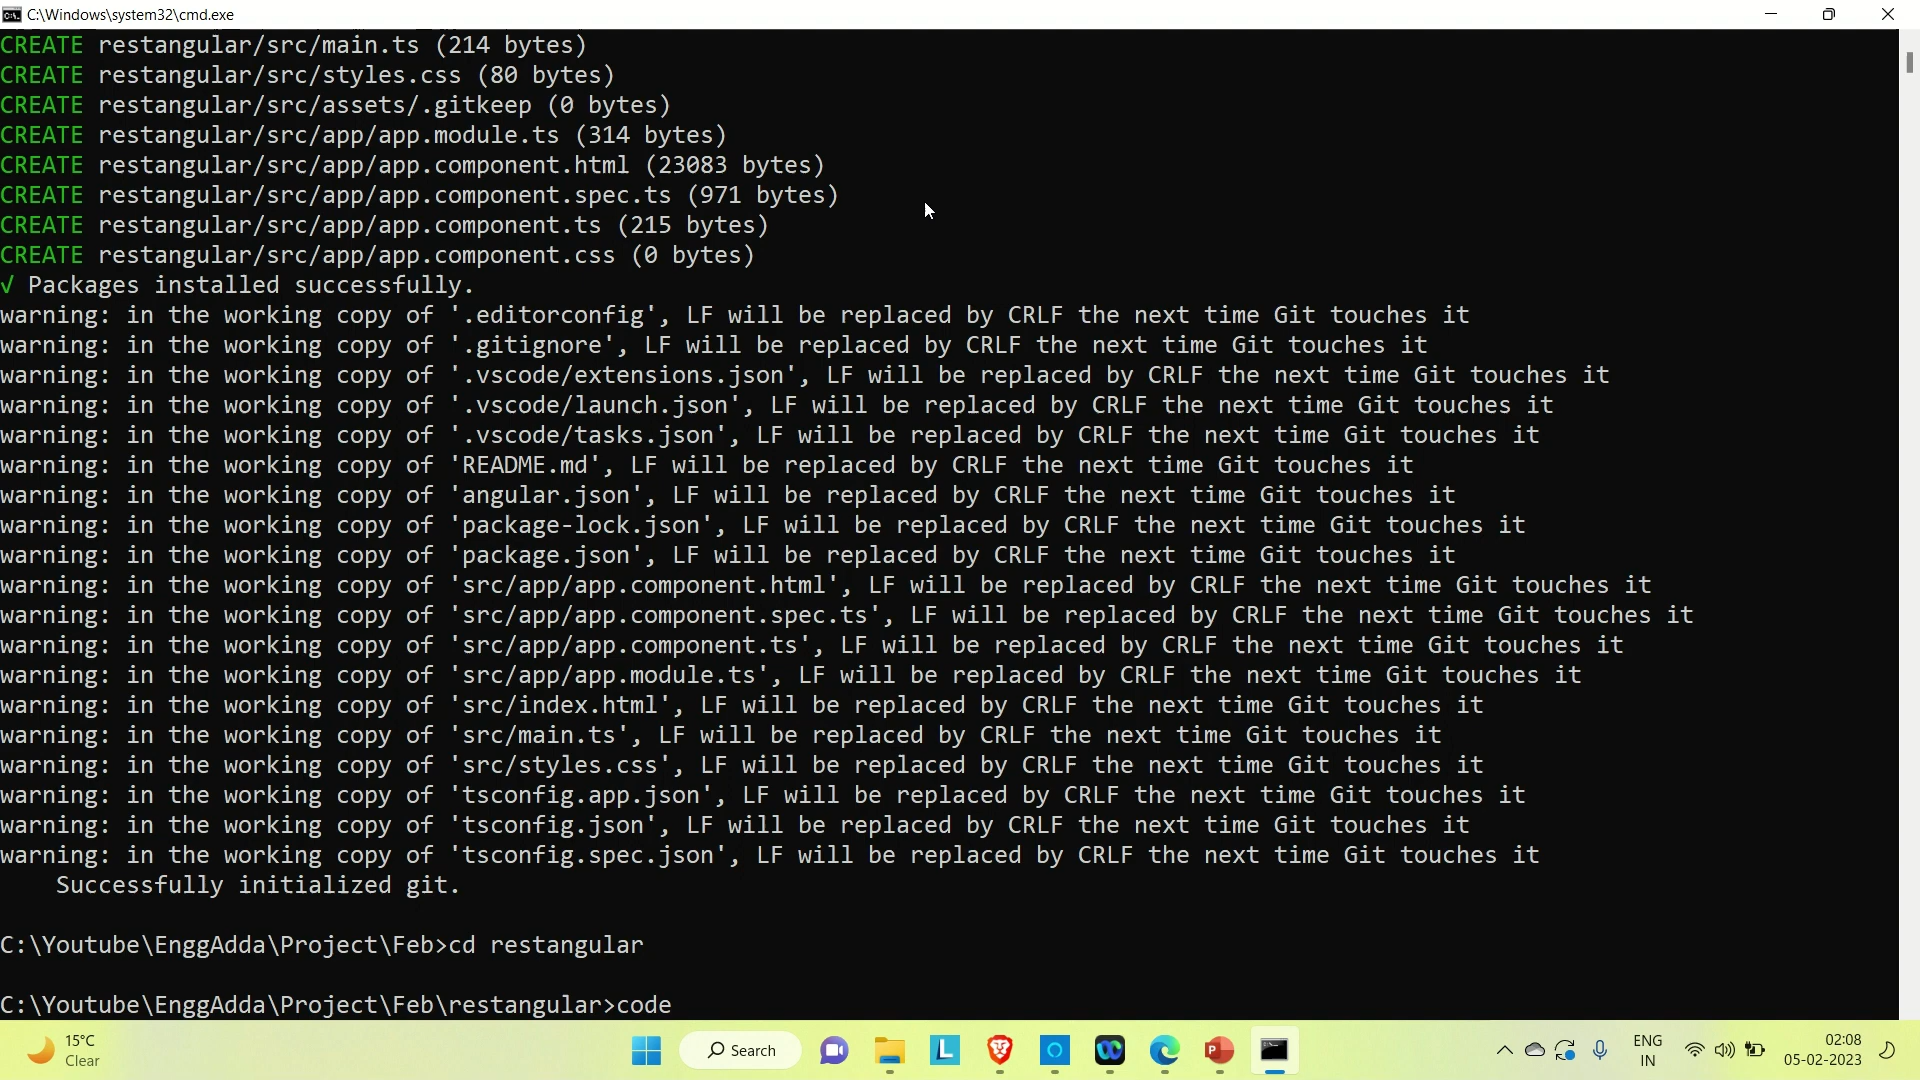 C:\Windows\system32\cmd.exe
CREATE restangular/src/main.ts (214 bytes)
CREATE restangular/src/styles.css (80 bytes)
CREATE restangular/src/assets/.gitkeep (0 bytes)
CREATE restangular/src/app/app.module.ts (314 bytes)
CREATE restangular/src/app/app.component.html (23083 bytes)
CREATE restangular/src/app/app.component.spec.ts (971 bytes)
CREATE restangular/src/app/app.component.ts (215 bytes)
CREATE restangular/src/app/app.component.css (0 bytes)
√ Packages installed successfully.
warning: in the working copy of '.editorconfig', LF will be replaced by CRLF the next time Git touches it
warning: in the working copy of '.gitignore', LF will be replaced by CRLF the next time Git touches it
warning: in the working copy of '.vscode/extensions.json', LF will be replaced by CRLF the next time Git touches it
warning: in the working copy of '.vscode/launch.json', LF will be replaced by CRLF the next time Git touches it
warning: in the working copy of '.vscode/tasks.json', LF will be replaced by CRLF the next time Git touches it
warning: in the working copy of 'README.md', LF will be replaced by CRLF the next time Git touches it
warning: in the working copy of 'angular.json', LF will be replaced by CRLF the next time Git touches it
warning: in the working copy of 'package-lock.json', LF will be replaced by CRLF the next time Git touches it
warning: in the working copy of 'package.json', LF will be replaced by CRLF the next time Git touches it
warning: in the working copy of 'src/app/app.component.html', LF will be replaced by CRLF the next time Git touches it
warning: in the working copy of 'src/app/app.component.spec.ts', LF will be replaced by CRLF the next time Git touches it
warning: in the working copy of 'src/app/app.component.ts', LF will be replaced by CRLF the next time Git touches it
warning: in the working copy of 'src/app/app.module.ts', LF will be replaced by CRLF the next time Git touches it
warning: in the working copy of 'src/index.html', LF will be replaced by CRLF the next time Git touches it
warning: in the working copy of 'src/main.ts', LF will be replaced by CRLF the next time Git touches it
warning: in the working copy of 'src/styles.css', LF will be replaced by CRLF the next time Git touches it
warning: in the working copy of 'tsconfig.app.json', LF will be replaced by CRLF the next time Git touches it
warning: in the working copy of 'tsconfig.json', LF will be replaced by CRLF the next time Git touches it
warning: in the working copy of 'tsconfig.spec.json', LF will be replaced by CRLF the next time Git touches it
    Successfully initialized git.
C:\Youtube\EnggAdda\Project\Feb>cd restangular
C:\Youtube\EnggAdda\Project\Feb\restangular>code
15°C
Clear
Search
ENG
IN
02:08
05-02-2023